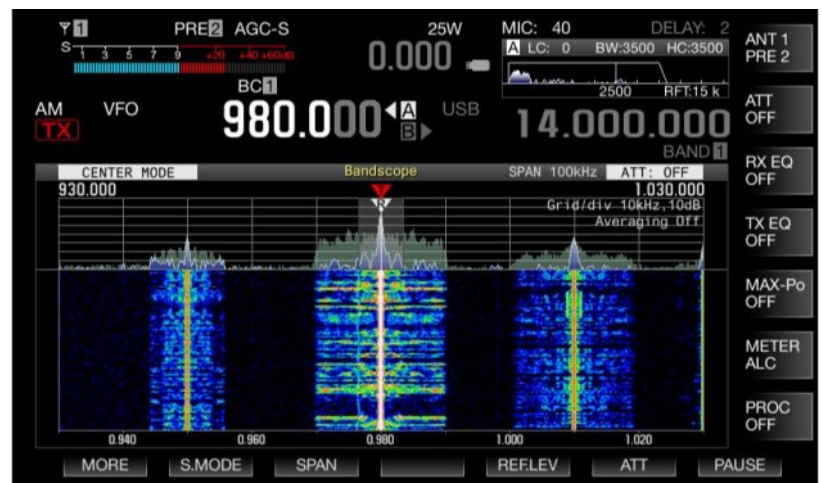 1 PRE2 AGC-S 25W MIC: 40 DELAY: 2
S 1 3 5 7 9 +20 +40 +60dB 0.000 A LC: 0 BW:3500 HC:3500
2500 RFT:15 k
BC1
AM VFO 980.000 A USB 14.000.000
TX B BAND 1
CENTER MODE Bandscope SPAN 100kHz ATT: OFF
930.000 1.030.000
R Grid/div 10kHz,10dB
Averaging Off
0.940 0.960 0.980 1.000 1.020
MORE S.MODE SPAN REF.LEV ATT PAUSE
ANT 1
PRE 2
ATT
OFF
RX EQ
OFF
TX EQ
OFF
MAX-Po
OFF
METER
ALC
PROC
OFF